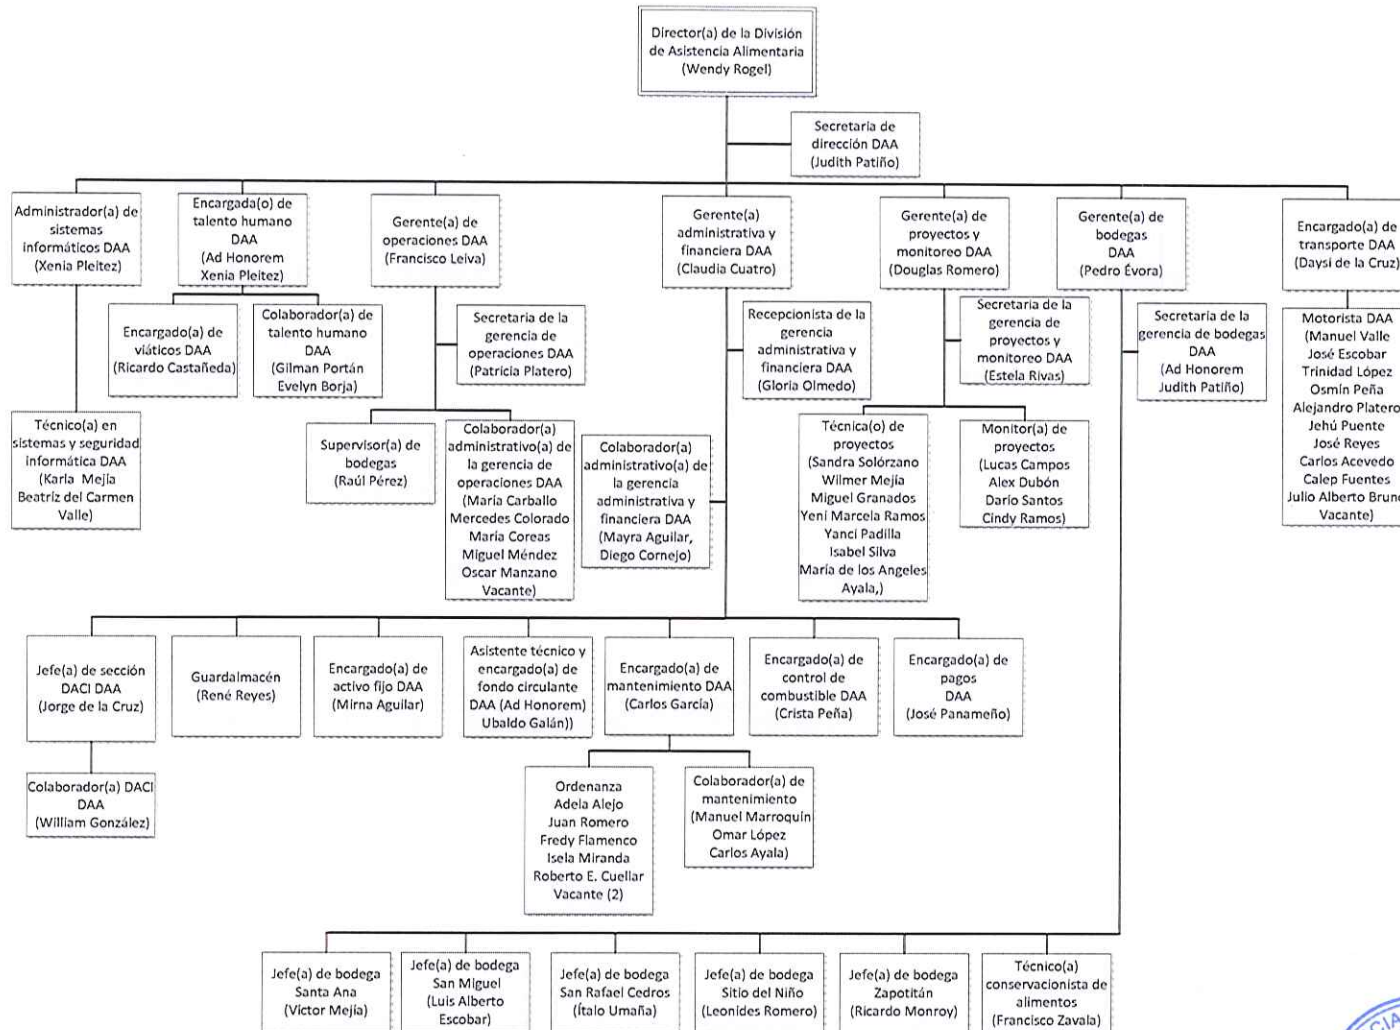 Director(a) de la División
de Asistencia Alimentaria
(Wendy Rogel)
Secretaria de
dirección DAA
(Judith Patiño)
Administrador(a) de
sistemas
informáticos DAA
(Xenia Pleitez)
Encargada(o) de
talento humano
DAA
(Ad Honorem
Xenia Pleitez)
Gerente(a) de
operaciones DAA
(Francisco Leiva)
Gerente(a)
administrativa y
financiera DAA
(Claudia Cuatro)
Gerente(a) de
proyectos y
monitoreo DAA
(Douglas Romero)
Gerente(a) de
bodegas
DAA
(Pedro Évora)
Encargado(a) de
transporte DAA
(Daysi de la Cruz)
Encargado(a) de
viáticos DAA
(Ricardo Castañeda)
Colaborador(a) de
talento humano
DAA
(Gilman Portán
Evelyn Borja)
Secretaria de la
gerencia de
operaciones DAA
(Patricia Platero)
Recepcionista de la
gerencia
administrativa y
financiera DAA
(Gloria Olmedo)
Secretaria de la
gerencia de
proyectos y
monitoreo DAA
(Estela Rivas)
Secretaria de la
gerencia de bodegas
DAA
(Ad Honorem
Judith Patiño)
Motorista DAA
(Manuel Valle
José Escobar
Trinidad López
Osmín Peña
Alejandro Platero
Jehú Puente
José Reyes
Carlos Acevedo
Calep Fuentes
Julio Alberto Bruno
Vacante)
Técnico(a) en
sistemas y seguridad
informática DAA
(Karla Mejía
Beatriz del Carmen
Valle)
Supervisor(a) de
bodegas
(Raúl Pérez)
Colaborador(a)
administrativo(a) de
la gerencia de
operaciones DAA
(María Carballo
Mercedes Colorado
María Coreas
Miguel Méndez
Oscar Manzano
Vacante)
Colaborador(a)
administrativo(a) de
la gerencia
administrativa y
financiera DAA
(Mayra Aguilar,
Diego Cornejo)
Técnica(o) de
proyectos
(Sandra Solórzano
Wilmer Mejía
Miguel Granados
Yeni Marcela Ramos
Yanci Padilla
Isabel Silva
María de los Angeles
Ayala,)
Monitor(a) de
proyectos
(Lucas Campos
Alex Dubón
Darío Santos
Cindy Ramos)
Jefe(a) de sección
DACI DAA
(Jorge de la Cruz)
Guardalmacén
(René Reyes)
Encargado(a) de
activo fijo DAA
(Mirna Aguilar)
Asistente técnico y
encargado(a) de
fondo circulante
DAA (Ad Honorem)
Ubaldo Galán))
Encargado(a) de
mantenimiento DAA
(Carlos García)
Encargado(a) de
control de
combustible DAA
(Crista Peña)
Encargado(a) de
pagos
DAA
(José Panameño)
Colaborador(a) DACI
DAA
(William González)
Ordenanza
Adela Alejo
Juan Romero
Fredy Flamenco
Isela Miranda
Roberto E. Cuellar
Vacante (2)
Colaborador(a) de
mantenimiento
(Manuel Marroquin
Omar López
Carlos Ayala)
Jefe(a) de bodega
Santa Ana
(Victor Mejía)
Jefe(a) de bodega
San Miguel
(Luis Alberto
Escobar)
Jefe(a) de bodega
San Rafael Cedros
(Ítalo Umaña)
Jefe(a) de bodega
Sitio del Niño
(Leonides Romero)
Jefe(a) de bodega
Zapotitán
(Ricardo Monroy)
Técnico(a)
conservacionista de
alimentos
(Francisco Zavala)